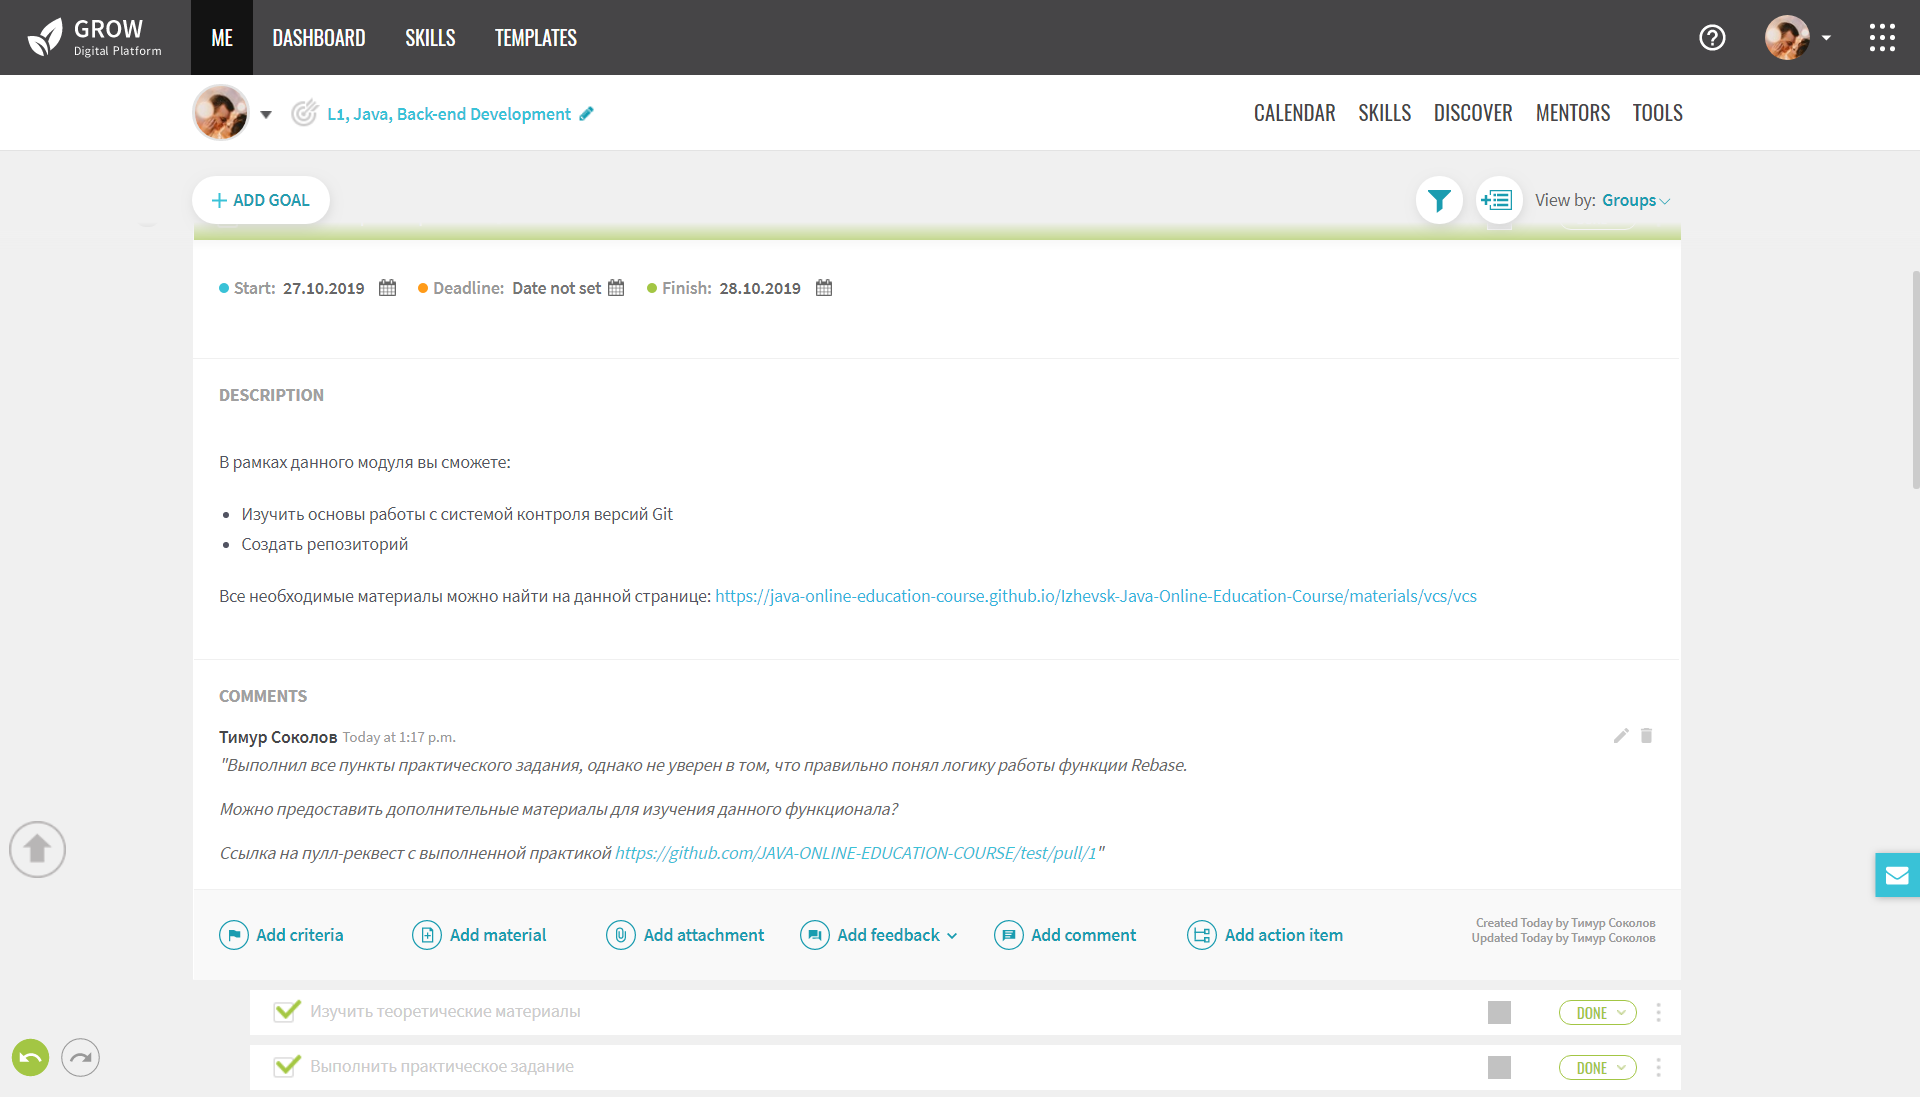 GROW
Digital Platform
ME DASHBOARD SKILLS TEMPLATES
L1, Java, Back-end Development
CALENDAR SKILLS DISCOVER MENTORS TOOLS
ADD GOAL
View by: Groups
Start: 27.10.2019 Deadline: Date not set Finish: 28.10.2019
DESCRIPTION
В рамках данного модуля вы сможете:
• Изучить основы работы с системой контроля версий Git
• Создать репозиторий
Все необходимые материалы можно найти на данной странице: https://java-online-education-course.github.io/Izhevsk-Java-Online-Education-Course/materials/vcs/vcs
COMMENTS
Тимур Соколов Today at 1:17 p.m.
"Выполнил все пункты практического задания, однако не уверен в том, что правильно понял логику работы функции Rebase.
Можно предоставить дополнительные материалы для изучения данного функционала?
Ссылка на пулл-реквест с выполненной практикой https://github.com/JAVA-ONLINE-EDUCATION-COURSE/test/pull/1"
Add criteria Add material Add attachment Add feedback Add comment Add action item
Created Today by Тимур Соколов
Updated Today by Тимур Соколов
Изучить теоретические материалы DONE
Выполнить практическое задание DONE